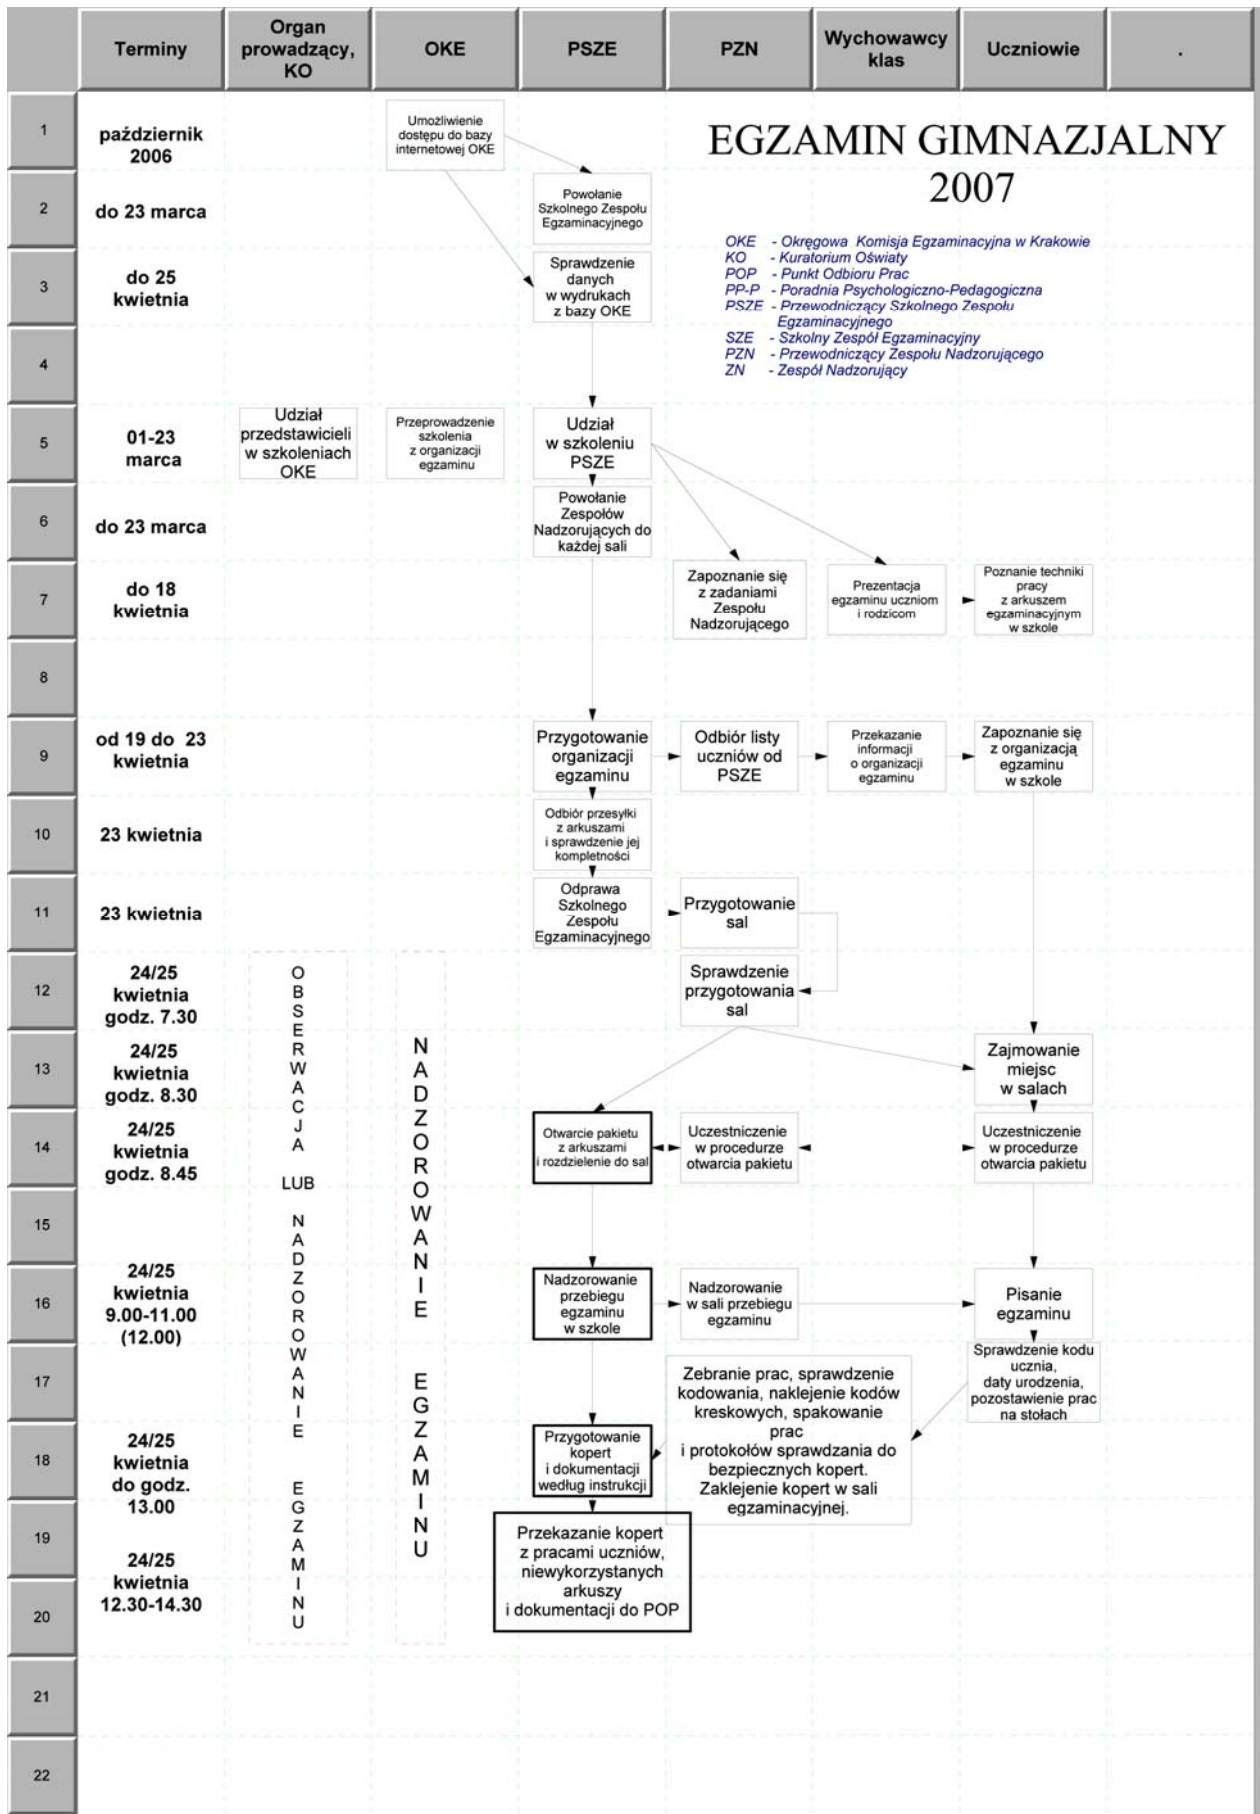 Terminy
Organ
prowadzący,
KO
OKE
PSZE
PZN
Wychowawcy
klas
Uczniowie
.
1
październik
2006
Umożliwienie
dostępu do bazy
internetowej OKE
EGZAMIN GIMNAZJALNY
2007
2
do 23 marca
Powołanie
Szkolnego Zespołu
Egzaminacyjnego
OKE - Okręgowa Komisja Egzaminacyjna w Krakowie
KO - Kuratorium Oświaty
POP - Punkt Odbioru Prac
PP-P - Poradnia Psychologiczno-Pedagogiczna
PSZE - Przewodniczący Szkolnego Zespołu
Egzaminacyjnego
SZE - Szkolny Zespół Egzaminacyjny
PZN - Przewodniczący Zespołu Nadzorującego
ZN - Zespół Nadzorujący
3
do 25
kwietnia
Sprawdzenie
danych
w wydrukach
z bazy OKE
4
5
01-23
marca
Udział
przedstawicieli
w szkoleniach
OKE
Przeprowadzenie
szkolenia
z organizacji
egzaminu
Udział
w szkoleniu
PSZE
6
do 23 marca
Powołanie
Zespołów
Nadzorujących do
każdej sali
7
do 18
kwietnia
Zapoznanie się
z zadaniami
Zespołu
Nadzorującego
Prezentacja
egzaminu uczniom
i rodzicom
Poznanie techniki
pracy
z arkuszem
egzaminacyjnym
w szkole
8
9
od 19 do 23
kwietnia
Przygotowanie
organizacji
egzaminu
Odbiór listy
uczniów od
PSZE
Przekazanie
informacji
o organizacji
egzaminu
Zapoznanie się
z organizacją
egzaminu
w szkole
10
23 kwietnia
Odbiór przesyłki
z arkuszami
i sprawdzenie jej
kompletności
11
23 kwietnia
Odprawa
Szkolnego
Zespołu
Egzaminacyjnego
Przygotowanie
sal
12
24/25
kwietnia
godz. 7.30
OBSERWACJA LUB NADZOROWANIE EGZAMINU
NADZOROWANIE EGZAMINU
Sprawdzenie
przygotowania
sal
13
24/25
kwietnia
godz. 8.30
Zajmowanie
miejsc
w salach
14
24/25
kwietnia
godz. 8.45
Otwarcie pakietu
z arkuszami
i rozdzielenie do sal
Uczestniczenie
w procedurze
otwarcia pakietu
Uczestniczenie
w procedurze
otwarcia pakietu
15
16
24/25
kwietnia
9.00-11.00
(12.00)
Nadzorowanie
przebiegu
egzaminu
w szkole
Nadzorowanie
w sali przebiegu
egzaminu
Pisanie
egzaminu
17
Zebranie prac, sprawdzenie
kodowania, naklejenie kodów
kreskowych, spakowanie
prac
i protokołów sprawdzania do
bezpiecznych kopert.
Zaklejenie kopert w sali
egzaminacyjnej.
Sprawdzenie kodu
ucznia,
daty urodzenia,
pozostawienie prac
na stołach
18
24/25
kwietnia
do godz.
13.00
Przygotowanie
kopert
i dokumentacji
według instrukcji
19
24/25
kwietnia
12.30-14.30
Przekazanie kopert
z pracami uczniów,
niewykorzystanych
arkuszy
i dokumentacji do POP
20
21
22